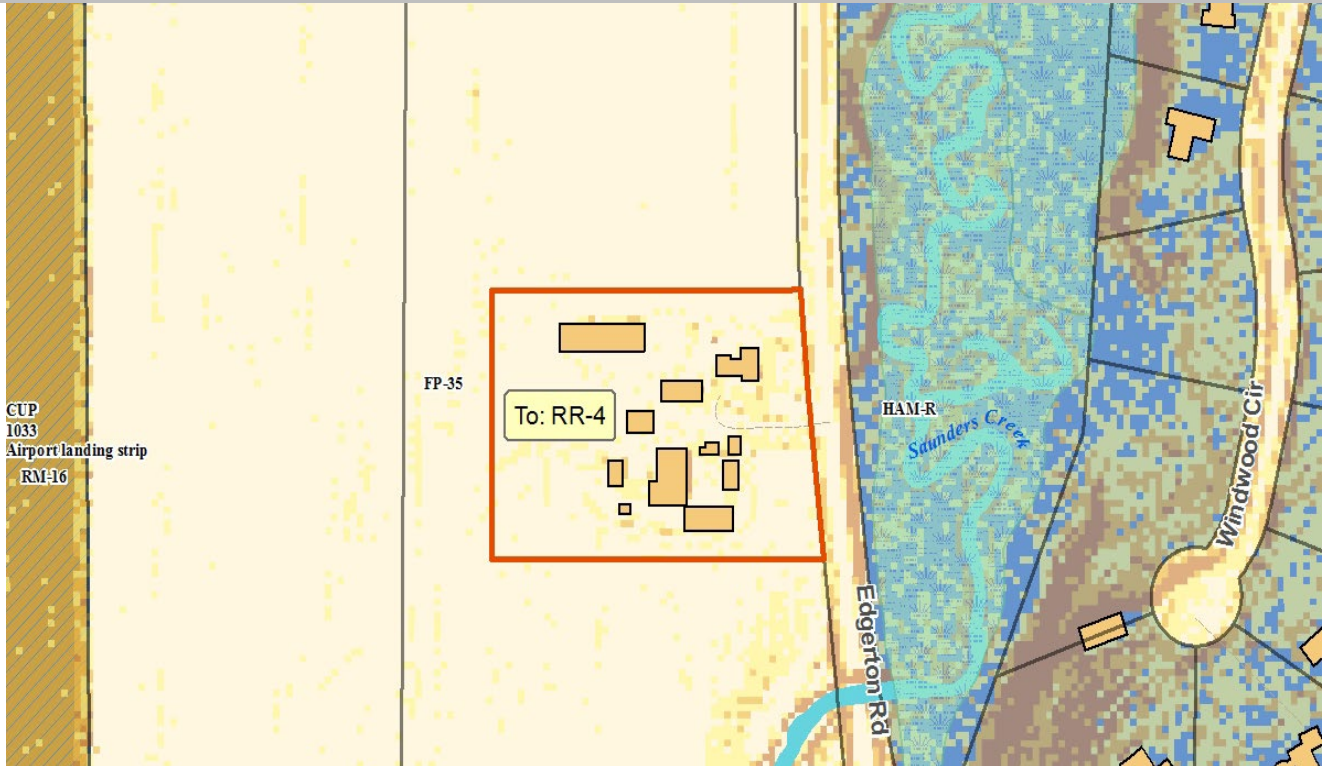 FP-35
To: RR-4
CUP
1033
Airport landing strip
RM-16
HAM-R
Saunders Creek
Windwood Cir
Edgerton Rd